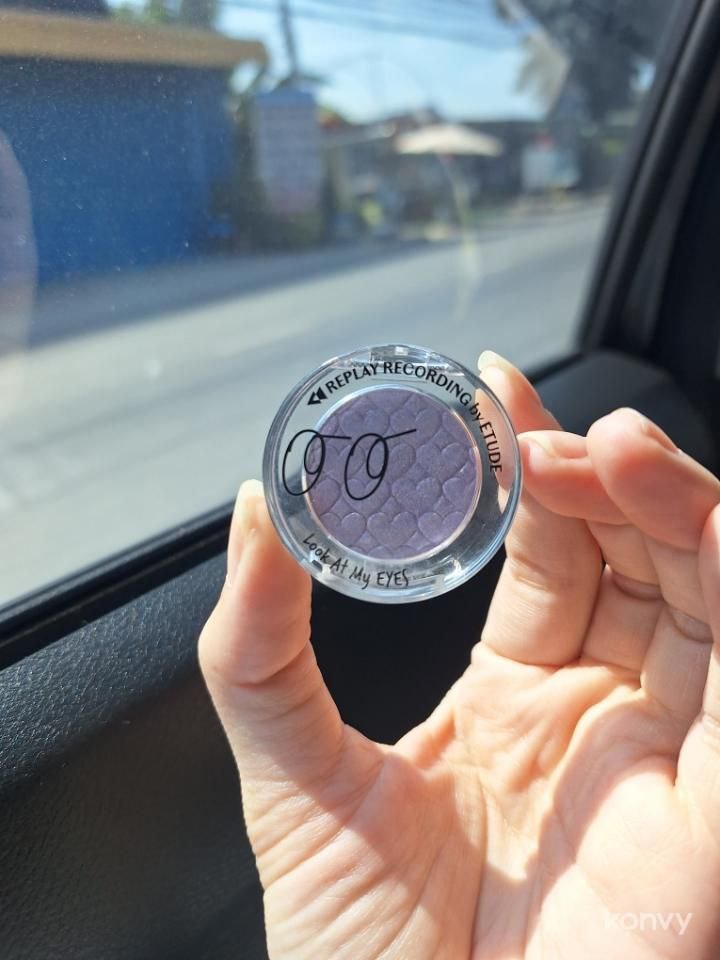 REPLAY RECORDING by ETUDE
Look At My EYES
konvy